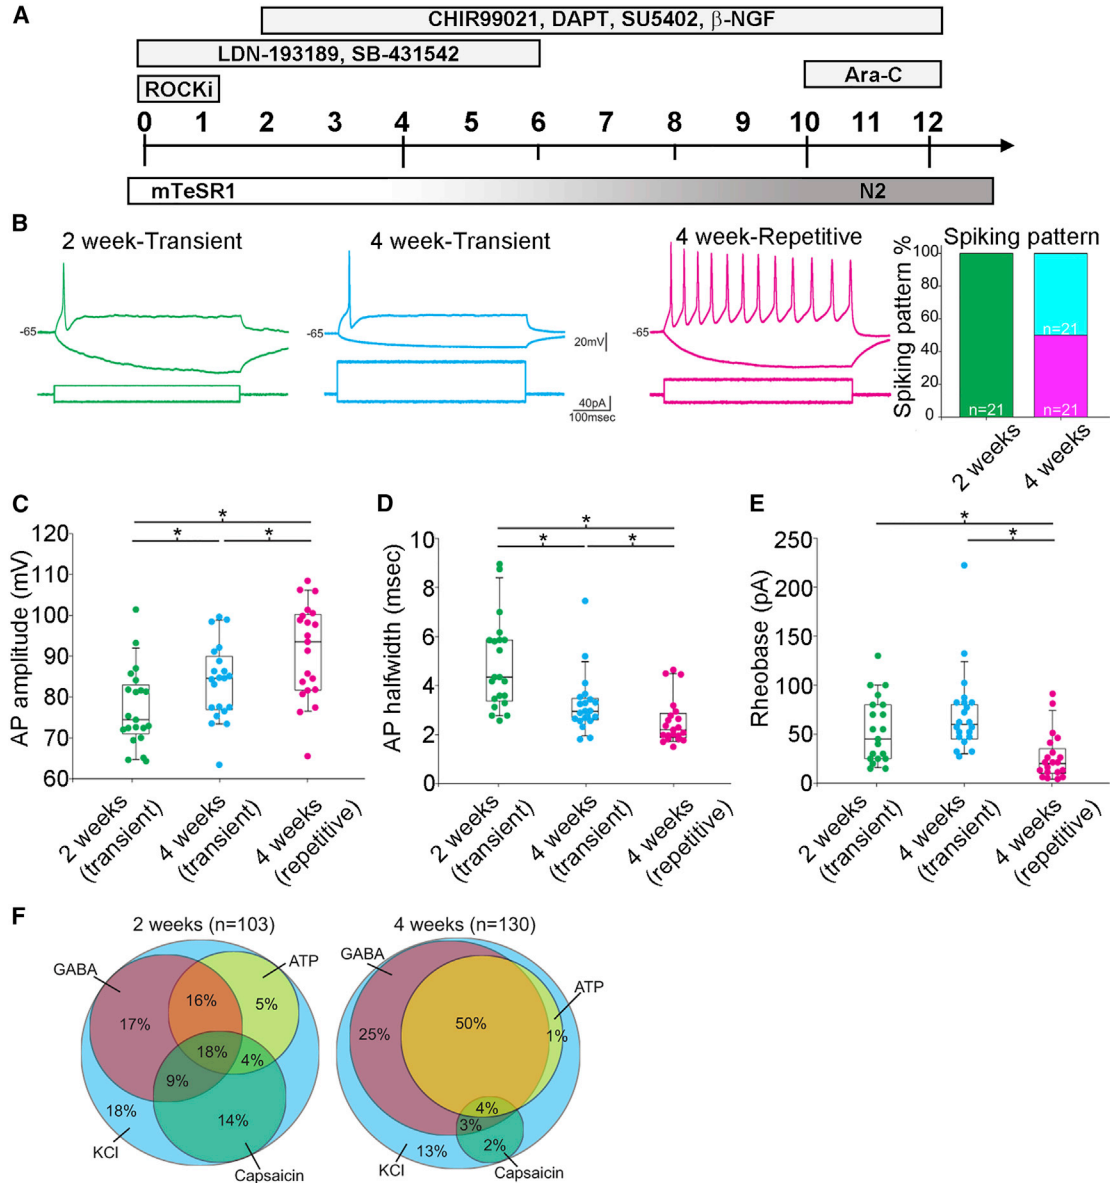 A
CHIR99021, DAPT, SU5402, β-NGF
LDN-193189, SB-431542
ROCKi
Ara-C
0 1 2 3 4 5 6 7 8 9 10 11 12
mTeSR1
N2
B
2 week-Transient
-65
4 week-Transient
-65
20mV
40pA
100msec
4 week-Repetitive
-65
Spiking pattern
Spiking pattern %
100
80
60
40
20
0
n=21
n=21
n=21
2 weeks
4 weeks
C
AP amplitude (mV)
120
110
100
90
80
70
60
*
*
*
2 weeks
(transient)
4 weeks
(transient)
4 weeks
(repetitive)
D
AP halfwidth (msec)
10
8
6
4
2
0
*
*
*
2 weeks
(transient)
4 weeks
(transient)
4 weeks
(repetitive)
E
Rheobase (pA)
250
200
150
100
50
0
*
*
2 weeks
(transient)
4 weeks
(transient)
4 weeks
(repetitive)
F
2 weeks (n=103)
GABA
ATP
16%
5%
17%
18%
4%
9%
18%
14%
KCl
Capsaicin
4 weeks (n=130)
GABA
ATP
50%
25%
1%
4%
3%
2%
13%
KCl
Capsaicin